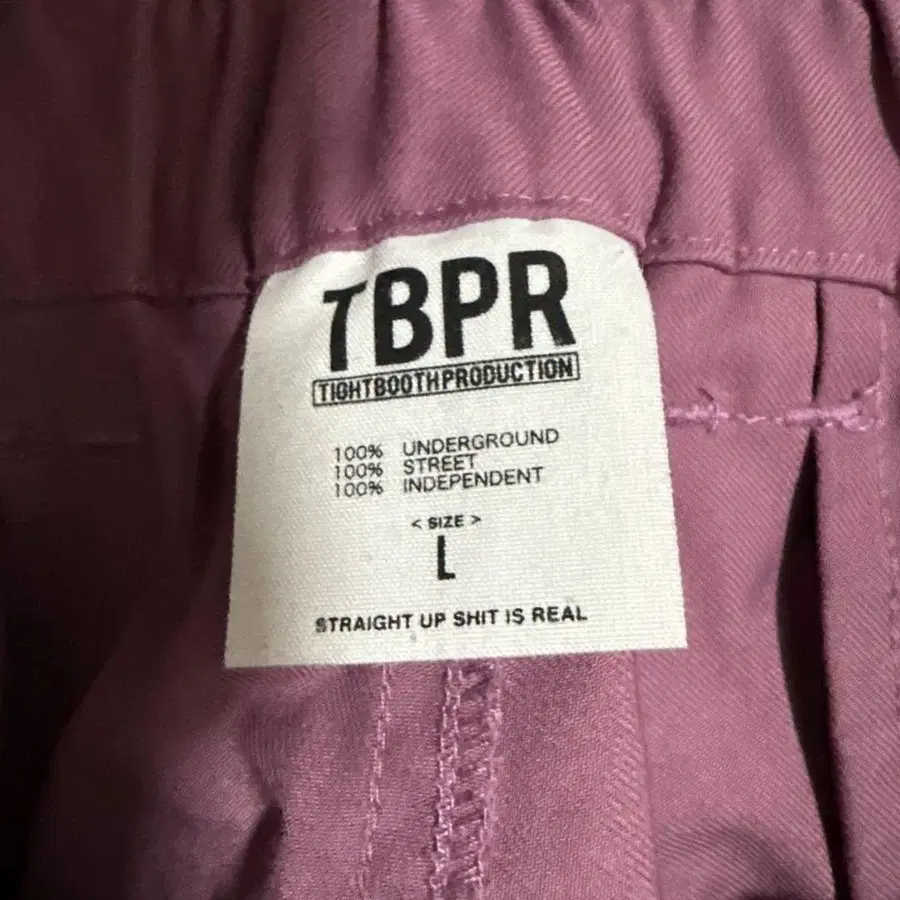 TBPR
TIGHTBOOTHPRODUCTION
100% UNDERGROUND
100% STREET
100% INDEPENDENT
< SIZE >
L
STRAIGHT UP SHIT IS REAL